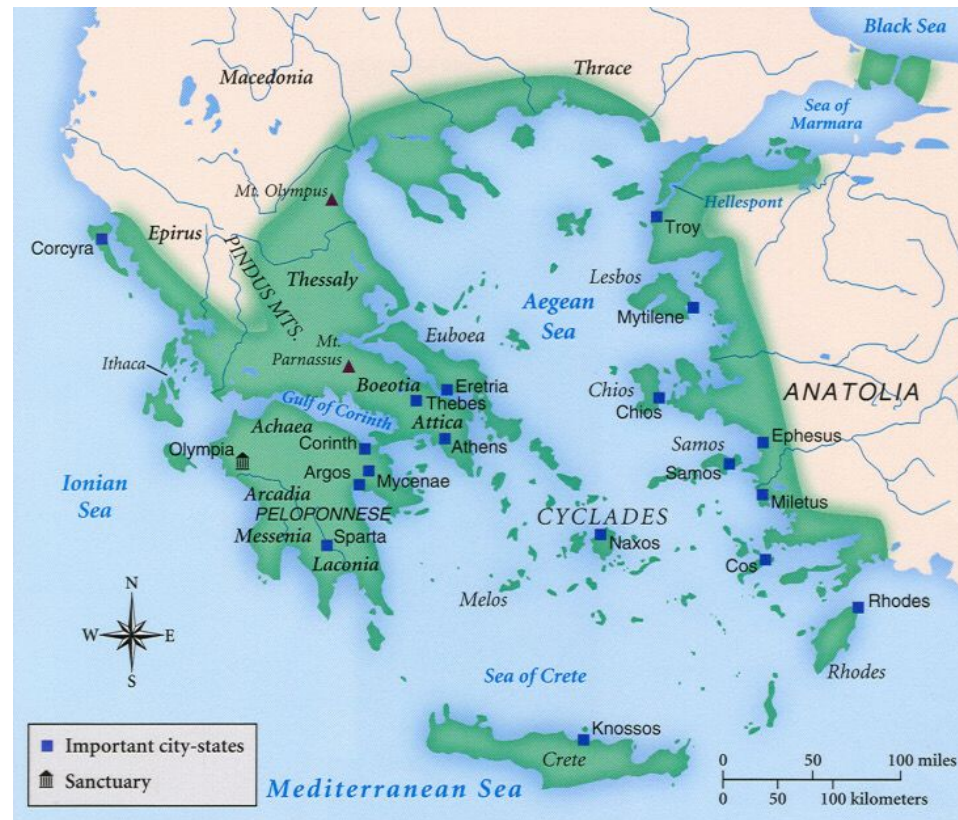 Black Sea
Thrace
Macedonia
Sea of
Marmara
Mt. Olympus
Hellespont
Troy
Epirus
Corcyra
PINDUS MTS.
Thessaly
Lesbos
Aegean
Sea
Mytilene
Euboea
Mt.
Parnassus
Ithaca
Boeotia
Eretria
Chios
Chios
ANATOLIA
Thebes
Gulf of Corinth
Attica
Achaea
Corinth
Athens
Ephesus
Olympia
Samos
Samos
Argos
Mycenae
Ionian
Sea
Arcadia
Miletus
PELOPONNESE
CYCLADES
Messenia
Sparta
Naxos
Laconia
Cos
Melos
Rhodes
N
W
E
S
Rhodes
Sea of Crete
Knossos
Crete
Important city-states
Sanctuary
Mediterranean Sea
0 50 100 miles
0 50 100 kilometers